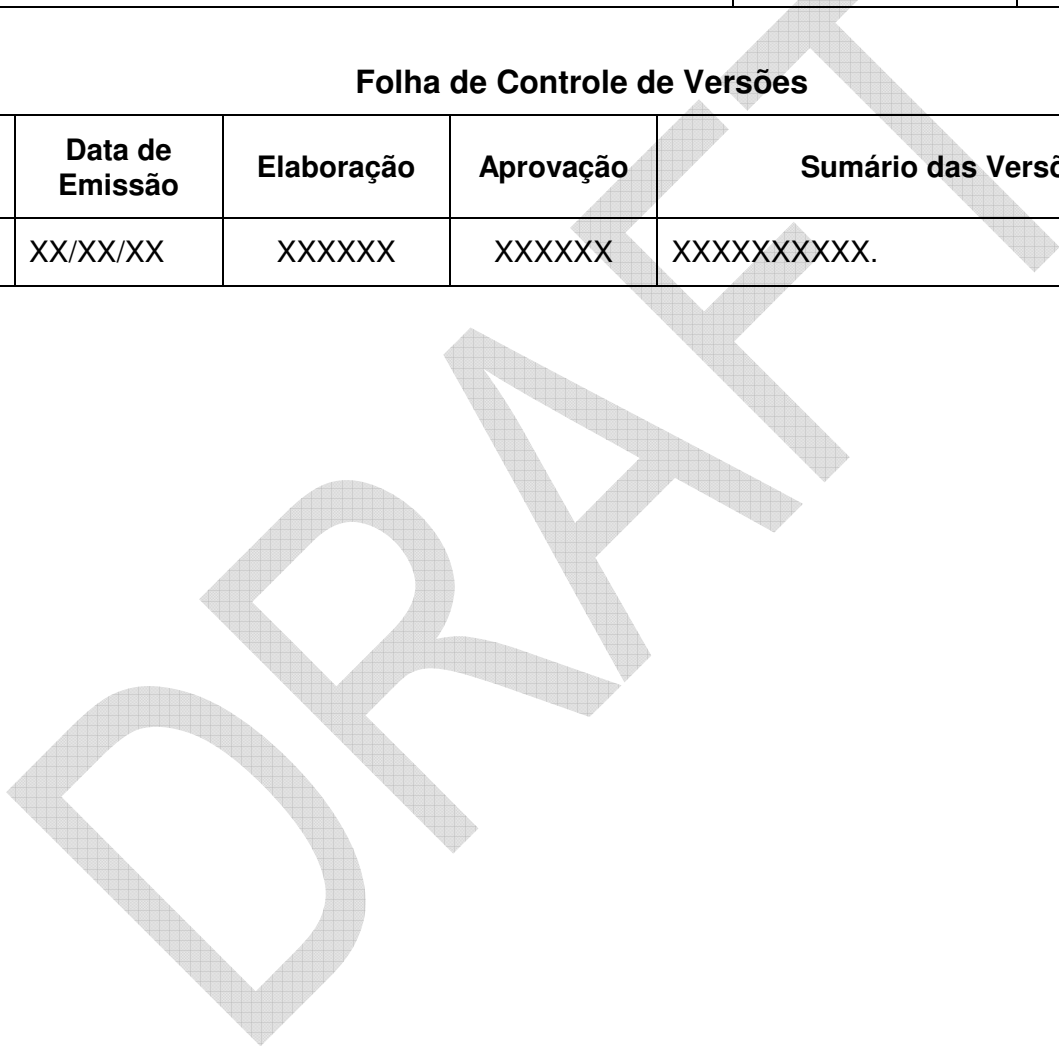 Folha de Controle de Versões
Data de Emissão Elaboração Aprovação Sumário das
XX/XX/XX XXXXXX XXXXXX XXXXXXXXXX.
DRAFT